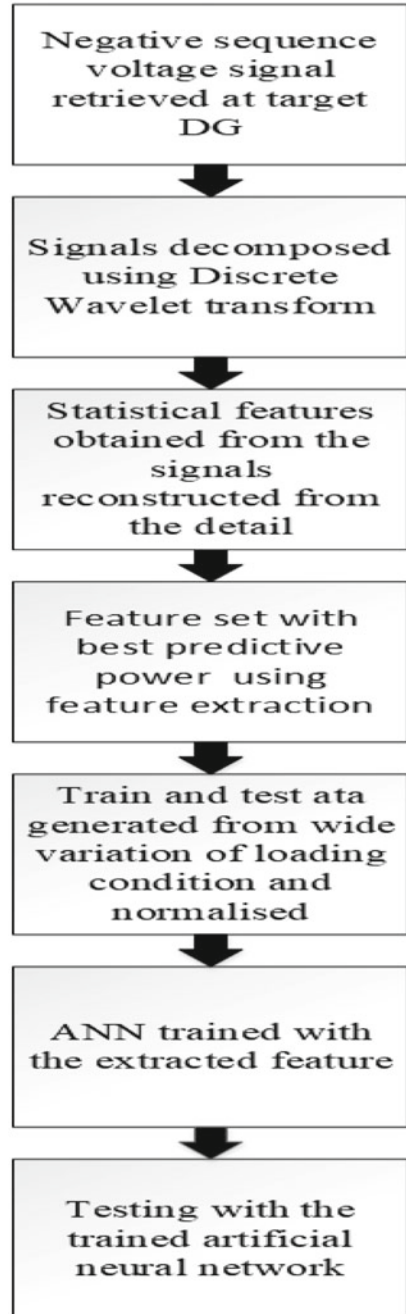 Negative sequence
voltage signal
retrieved at target
DG
Signals decomposed
using Discrete
Wavelet transform
Statistical features
obtained from the
signals
reconstructed from
the detail
Feature set with
best predictive
power using
feature extraction
Train and test ata
generated from wide
variation of loading
condition and
normalised
ANN trained with
the extracted feature
Testing with the
trained artificial
neural network